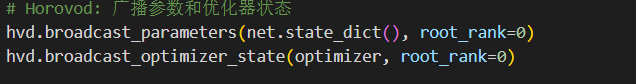 # Horovod: 广播参数和优化器状态
hvd.broadcast_parameters(net.state_dict(), root_rank=0)
hvd.broadcast_optimizer_state(optimizer, root_rank=0)